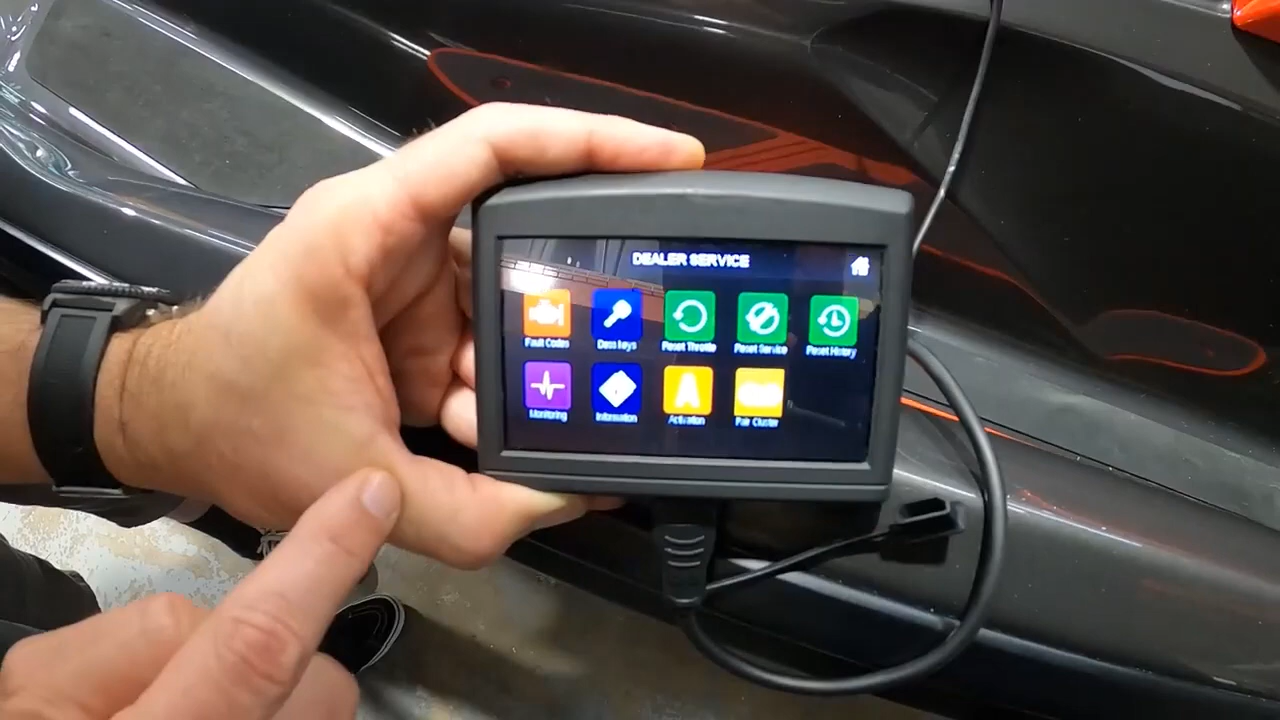 DEALER SERVICE
Fault Codes
Dess keys
Reset Throttle
Reset Service
Reset History
Monitoring
Information
A
Activation
Pair Cluster